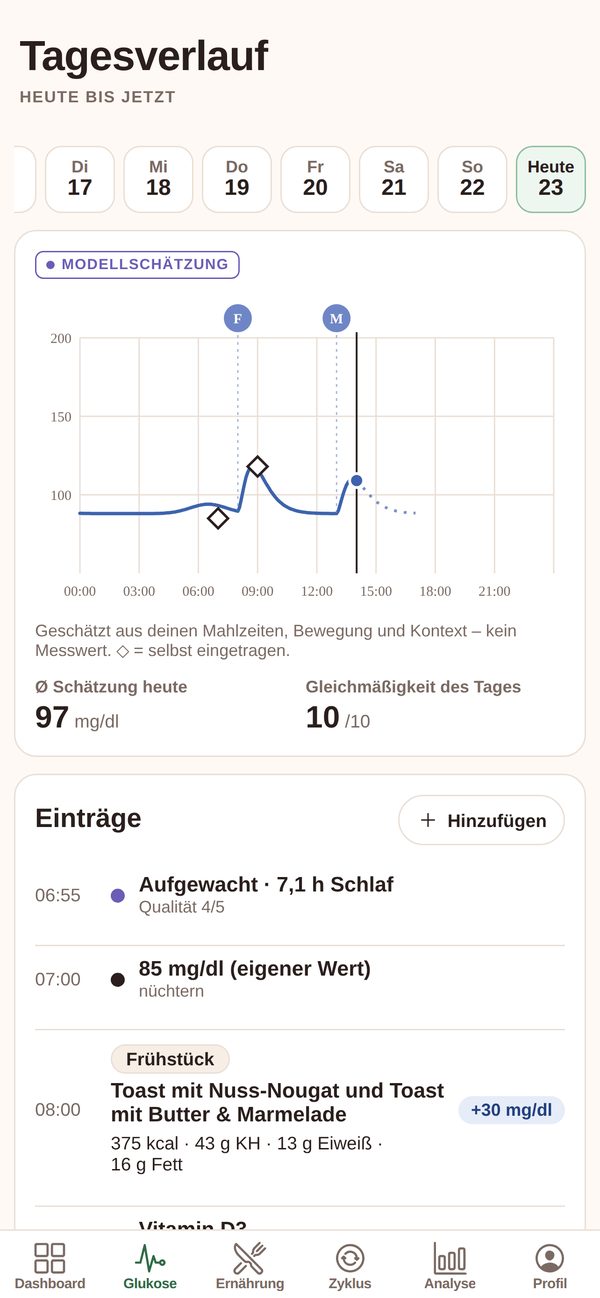 Tagesverlauf
HEUTE BIS JETZT
Di
17
Mi
18
Do
19
Fr
20
Sa
21
So
22
Heute
23
MODELLSCHÄTZUNG
F
M
200
150
100
00:00
03:00
06:00
09:00
12:00
15:00
18:00
21:00
Geschätzt aus deinen Mahlzeiten, Bewegung und Kontext – kein
Messwert. ◇ = selbst eingetragen.
Ø Schätzung heute
97 mg/dl
Gleichmäßigkeit des Tages
10 /10
Einträge
+ Hinzufügen
06:55
Aufgewacht · 7,1 h Schlaf
Qualität 4/5
07:00
85 mg/dl (eigener Wert)
nüchtern
Frühstück
08:00
Toast mit Nuss-Nougat und Toast
mit Butter & Marmelade
+30 mg/dl
375 kcal · 43 g KH · 13 g Eiweiß ·
16 g Fett
Vitamin D3
Dashboard
Glukose
Ernährung
Zyklus
Analyse
Profil